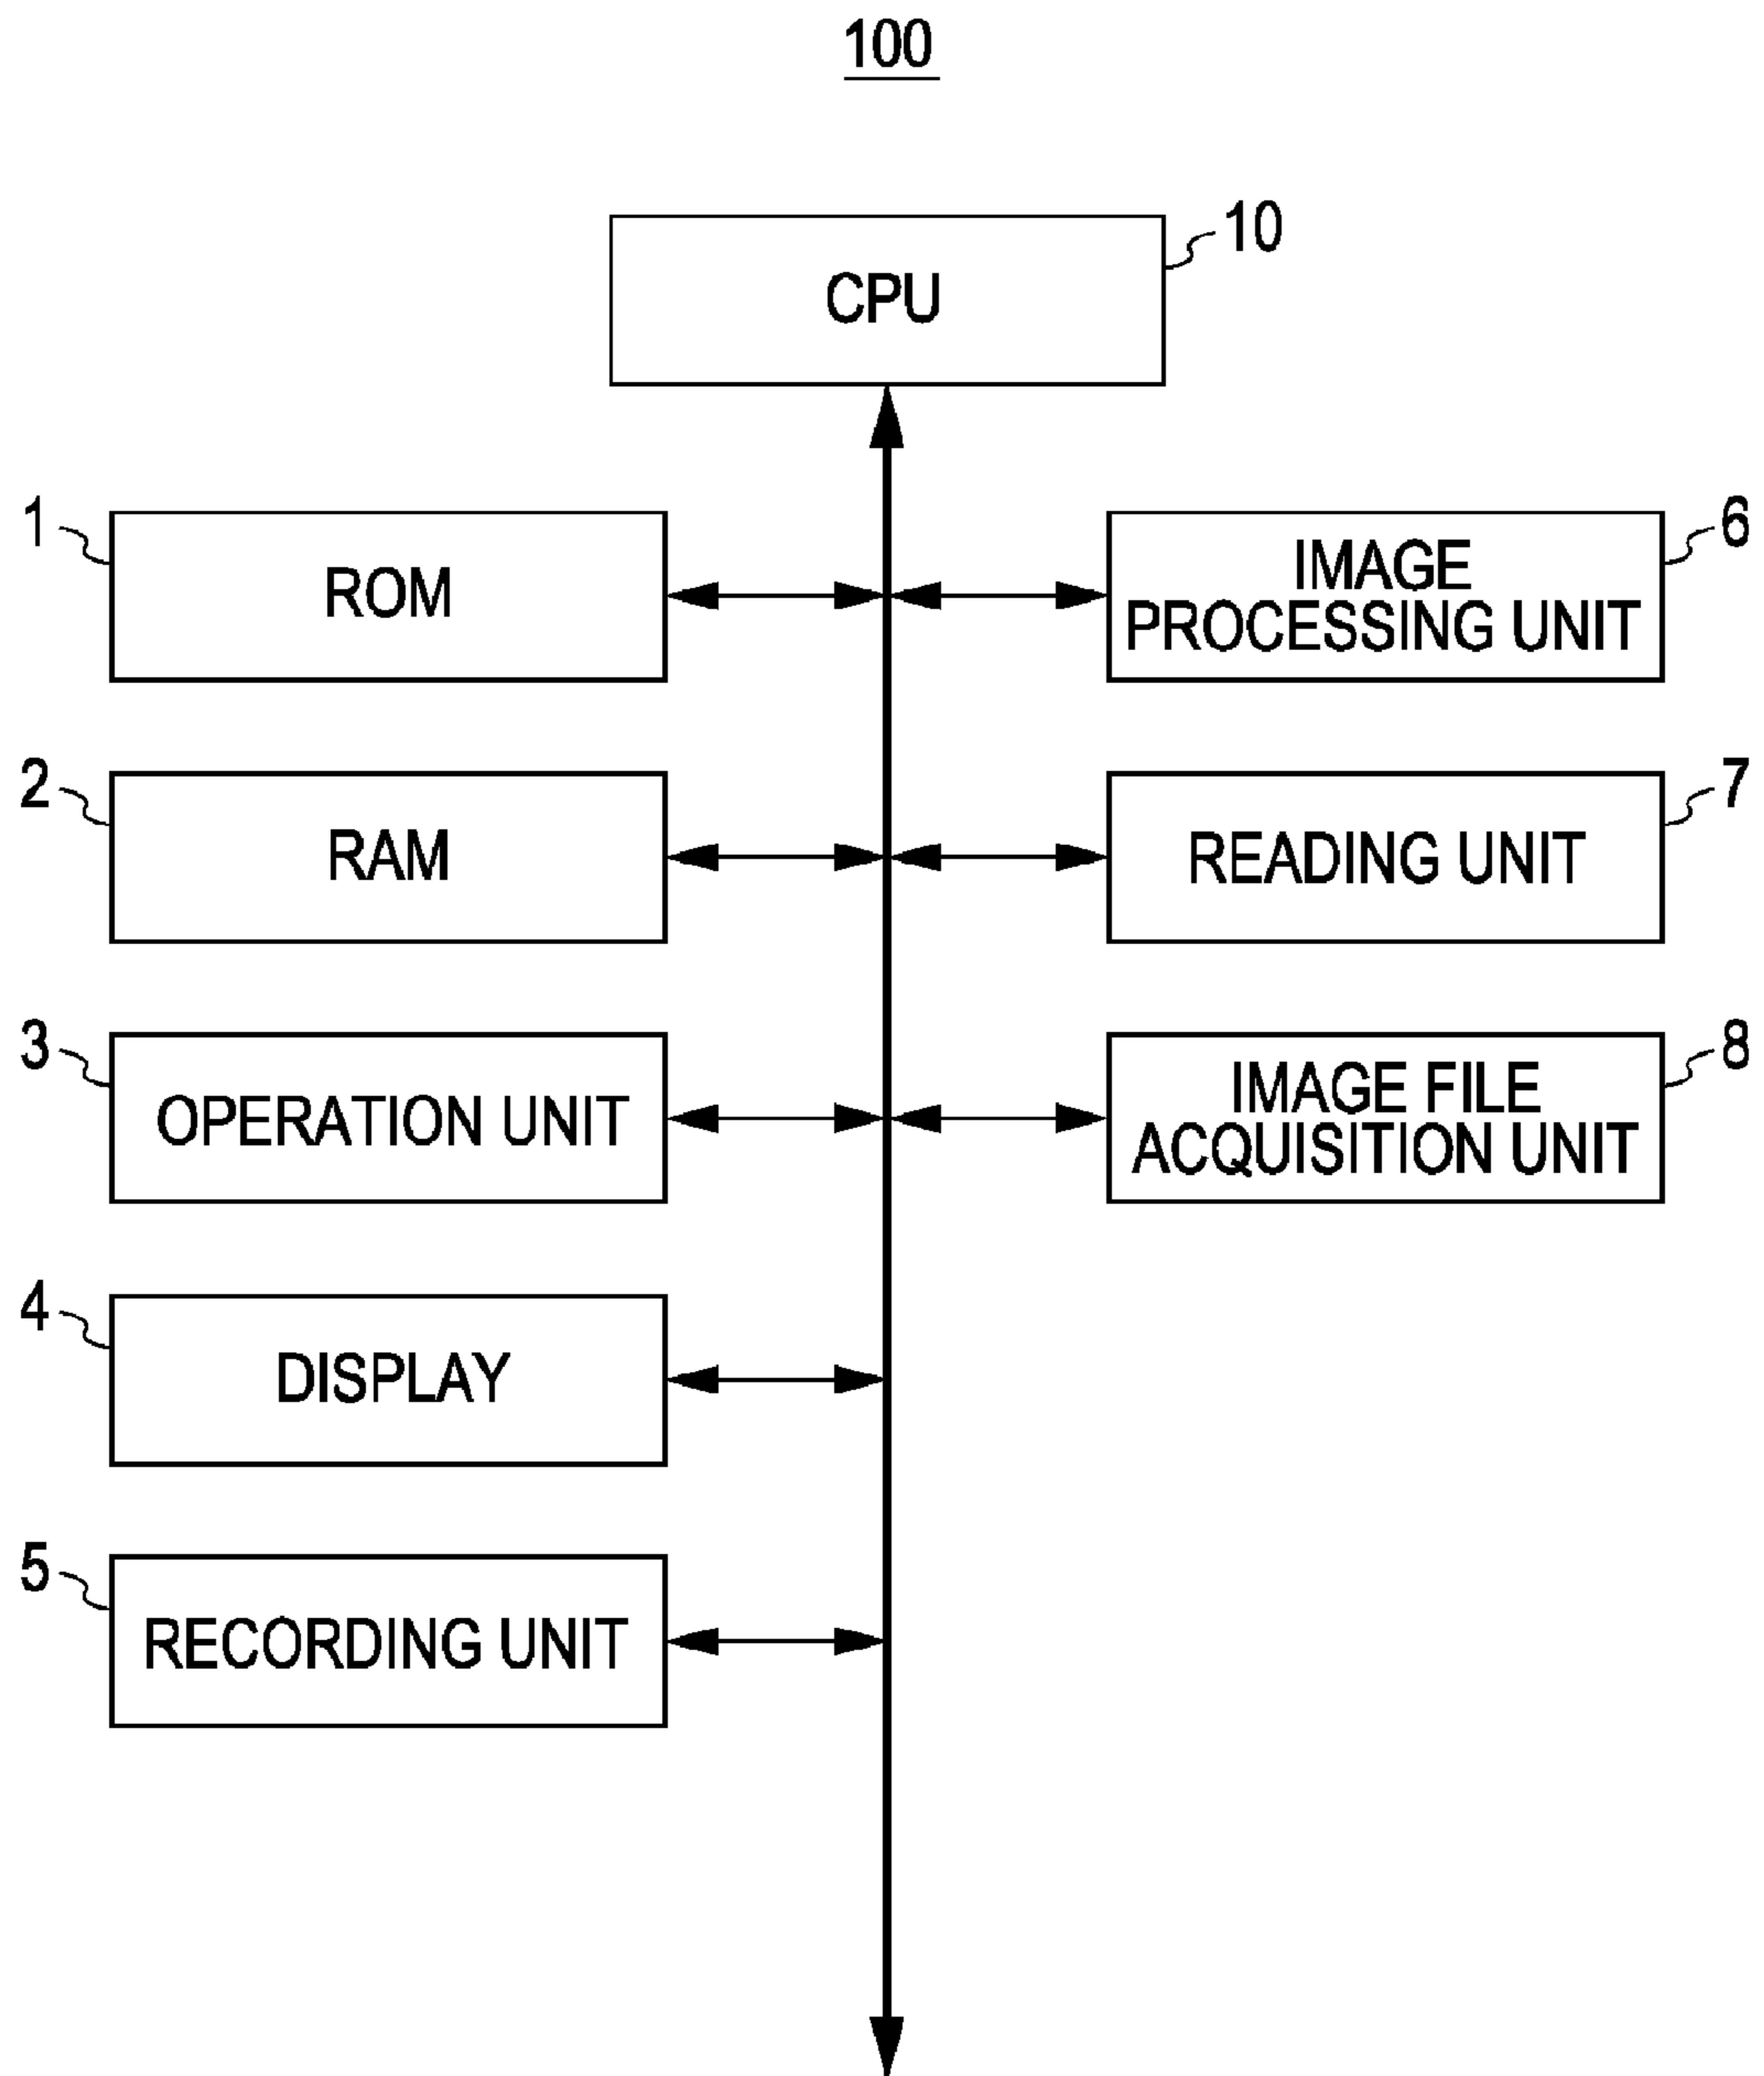 100
CPU
10
1
ROM
2
RAM
3
OPERATION UNIT
4
DISPLAY
5
RECORDING UNIT
IMAGE
PROCESSING UNIT
6
READING UNIT
7
IMAGE FILE
ACQUISITION UNIT
8